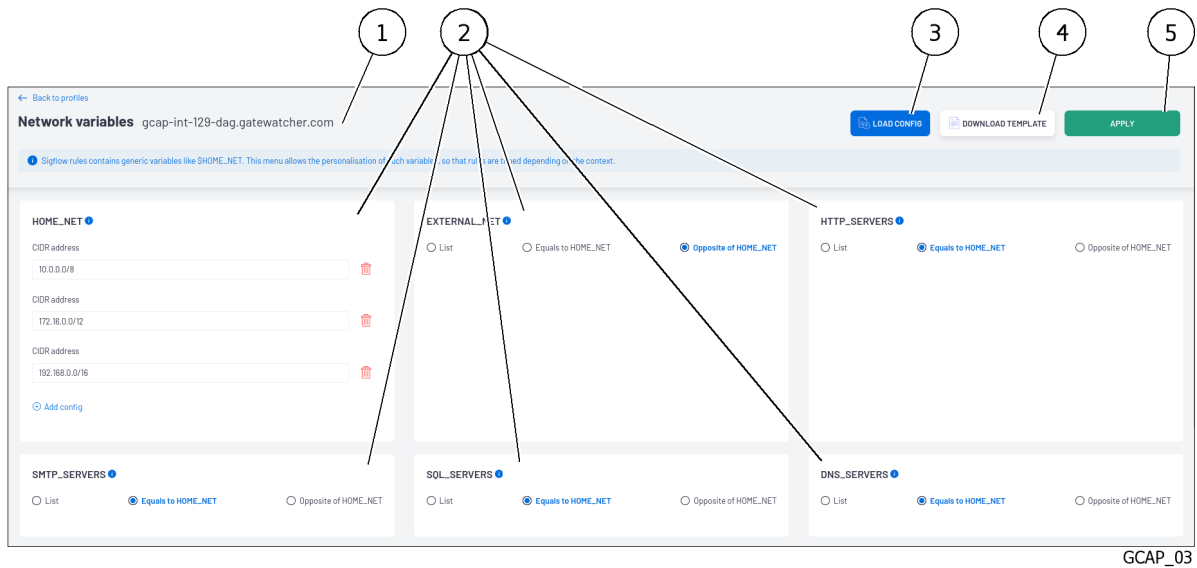 1 2 3 4 5
← Back to profiles
Network variables gcap-int-129-dag.gatewatcher.com
LOAD CONFIG DOWNLOAD TEMPLATE APPLY
Sigflow rules contains generic variables like $HOME_NET. This menu allows the personalisation of such variables, so that rules are tuned depending on the context.
HOME_NET
CIDR address
10.0.0.0/8
CIDR address
172.16.0.0/12
CIDR address
192.168.0.0/16
Add config
EXTERNAL_NET
List Equals to HOME_NET Opposite of HOME_NET
HTTP_SERVERS
List Equals to HOME_NET Opposite of HOME_NET
SMTP_SERVERS
List Equals to HOME_NET Opposite of HOME_NET
SQL_SERVERS
List Equals to HOME_NET Opposite of HOME_NET
DNS_SERVERS
List Equals to HOME_NET Opposite of HOME_NET
GCAP_03